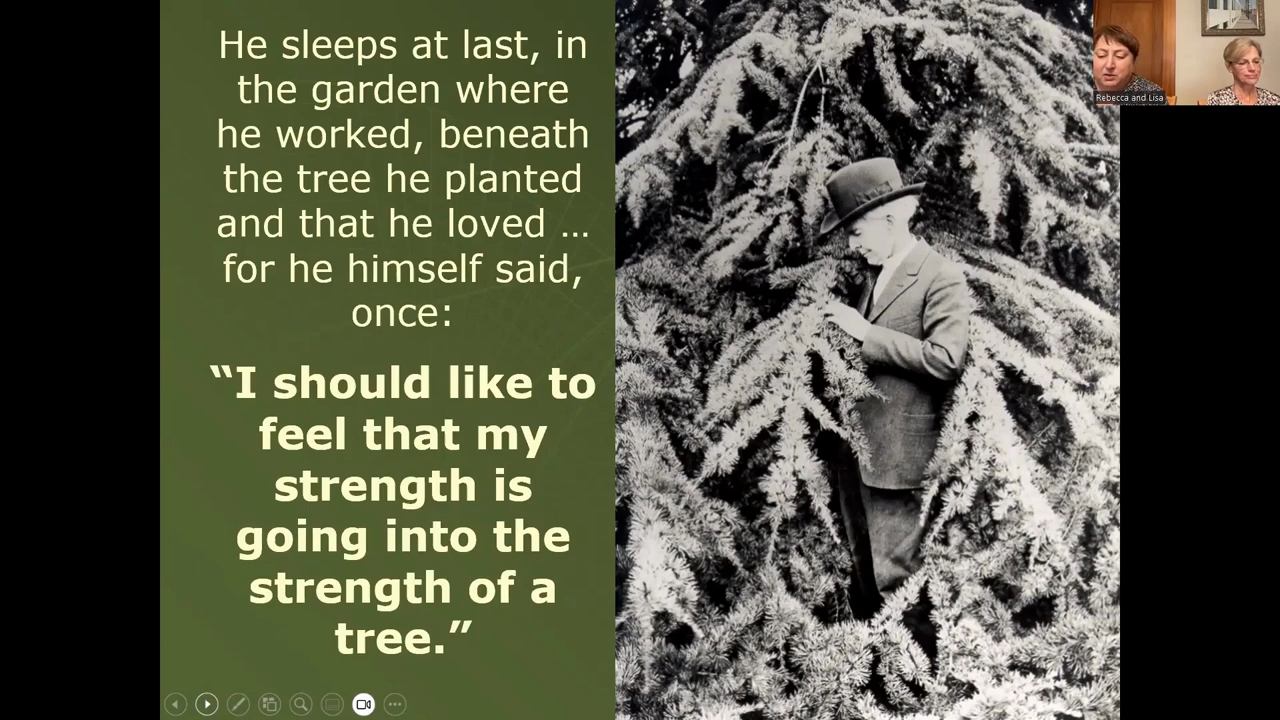 He sleeps at last, in
the garden where
he worked, beneath
the tree he planted
and that he loved …
for he himself said,
once:
“I should like to
feel that my
strength is
going into the
strength of a
tree.”
Rebecca and Lisa